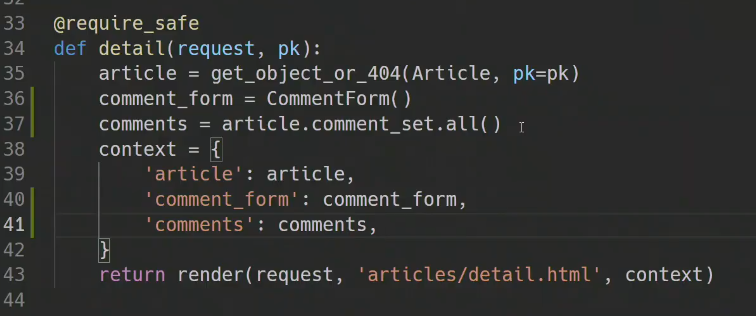 33 @require_safe
34 def detail(request, pk):
35     article = get_object_or_404(Article, pk=pk)
36     comment_form = CommentForm()
37     comments = article.comment_set.all()
38     context = {
39         'article': article,
40         'comment_form': comment_form,
41         'comments': comments,
42     }
43     return render(request, 'articles/detail.html', context)
44